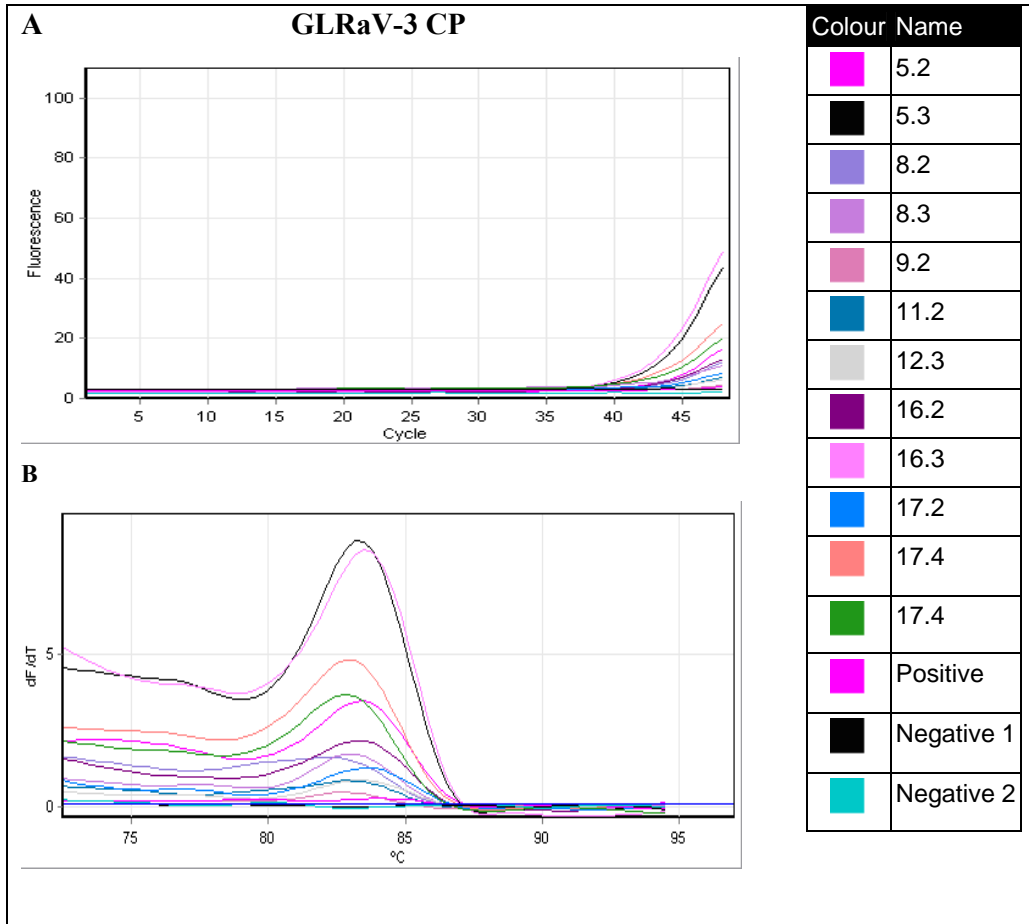 A GLRaV-3 CP
100
80
60
40
20
0
Fluorescence
5 10 15 20 25 30 35 40 45
Cycle
B
5
0
dF/dT
75 80 85 90 95
ºC
Colour Name
5.2
5.3
8.2
8.3
9.2
11.2
12.3
16.2
16.3
17.2
17.4
17.4
Positive
Negative 1
Negative 2